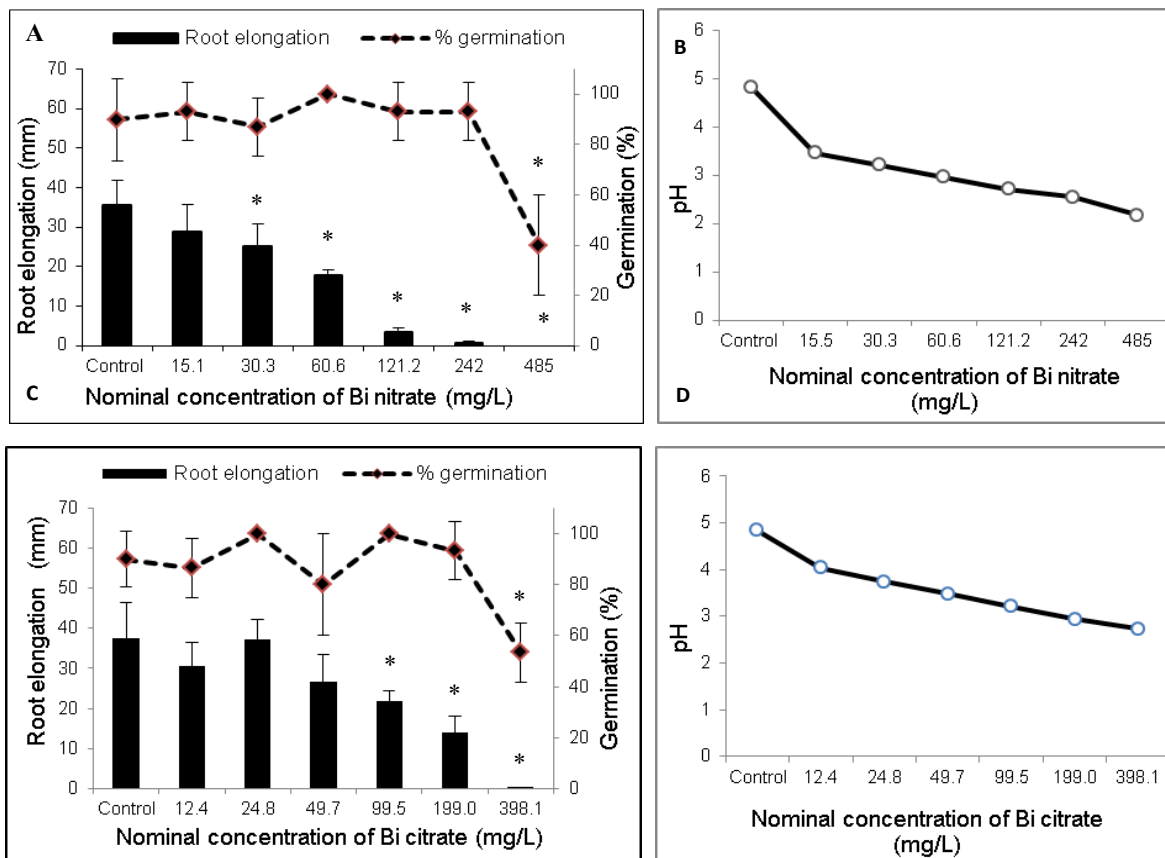 A
Root elongation
% germination
70
60
50
40
30
20
10
0
Root elongation (mm)
100
80
60
40
20
0
Germination (%)
* * * * * *
Control 15.1 30.3 60.6 121.2 242 485
C
Nominal concentration of Bi nitrate (mg/L)
B
6
5
4
3
2
1
0
pH
Control 15.5 30.3 60.6 121.2 242 485
Nominal concentration of Bi nitrate
D
(mg/L)
Root elongation
% germination
70
60
50
40
30
20
10
0
Root elongation (mm)
100
80
60
40
20
0
Germination (%)
* * * *
Control 12.4 24.8 49.7 99.5 199.0 398.1
Nominal concentration of Bi citrate (mg/L)
6
5
4
3
2
1
0
pH
Control 12.4 24.8 49.7 99.5 199.0 398.1
Nominal concentration of Bi citrate
(mg/L)